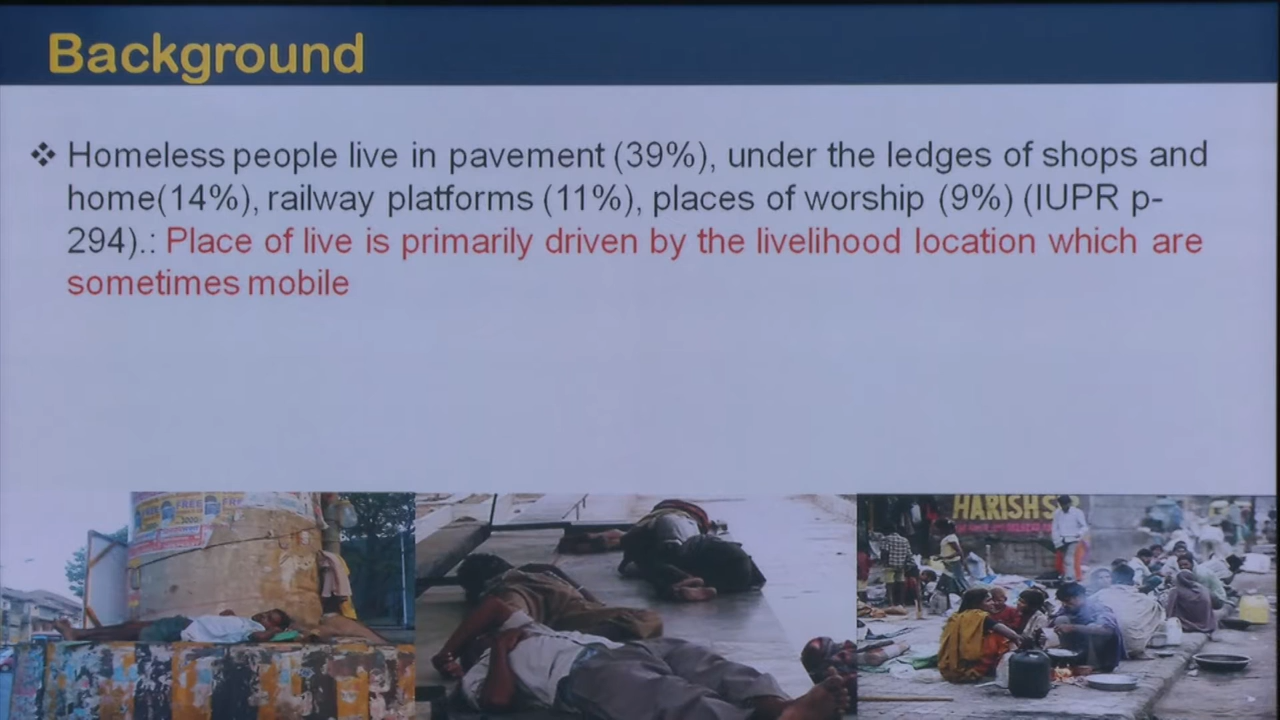 Background
❖ Homeless people live in pavement (39%), under the ledges of shops and
home(14%), railway platforms (11%), places of worship (9%) (IUPR p-
294).: Place of live is primarily driven by the livelihood location which are
sometimes mobile
FREE
FREE
HARISH S